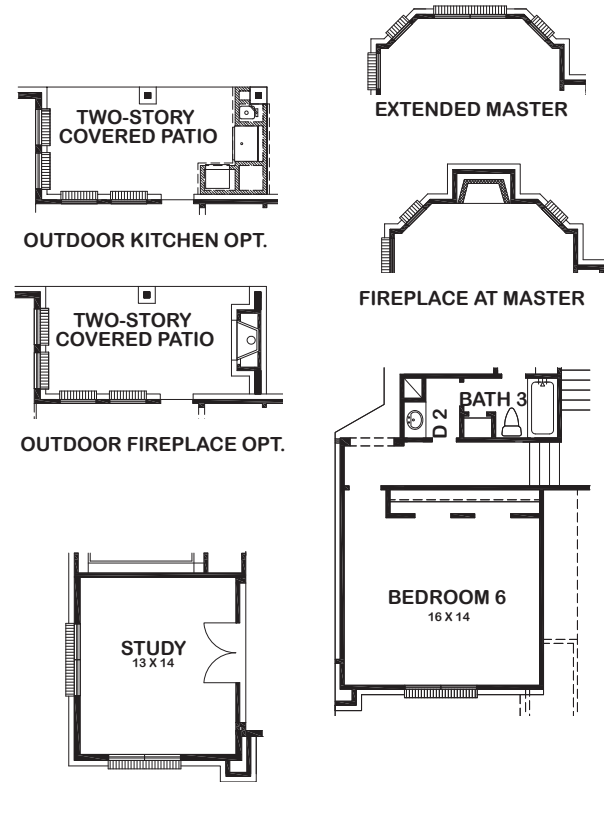 TWO-STORY
COVERED PATIO
OUTDOOR KITCHEN OPT.
EXTENDED MASTER
FIREPLACE AT MASTER
TWO-STORY
COVERED PATIO
OUTDOOR FIREPLACE OPT.
BATH 3
D 2
BEDROOM 6
16 X 14
STUDY
13 X 14